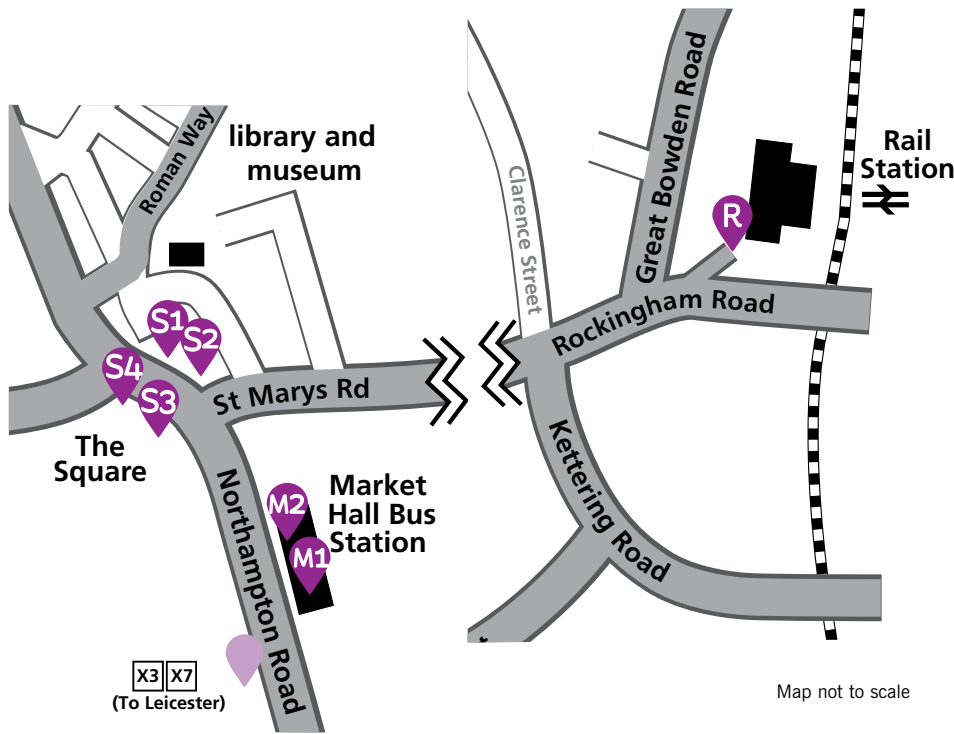 Roman Way
library and
museum
S1
S2
S4
S3
St Marys Rd
The
Square
Northampton Road
M2
M1
Market
Hall Bus
Station
X3 X7
(To Leicester)
Clarence Street
Great Bowden Road
R
Rail
Station
Rockingham Road
Kettering Road
Map not to scale